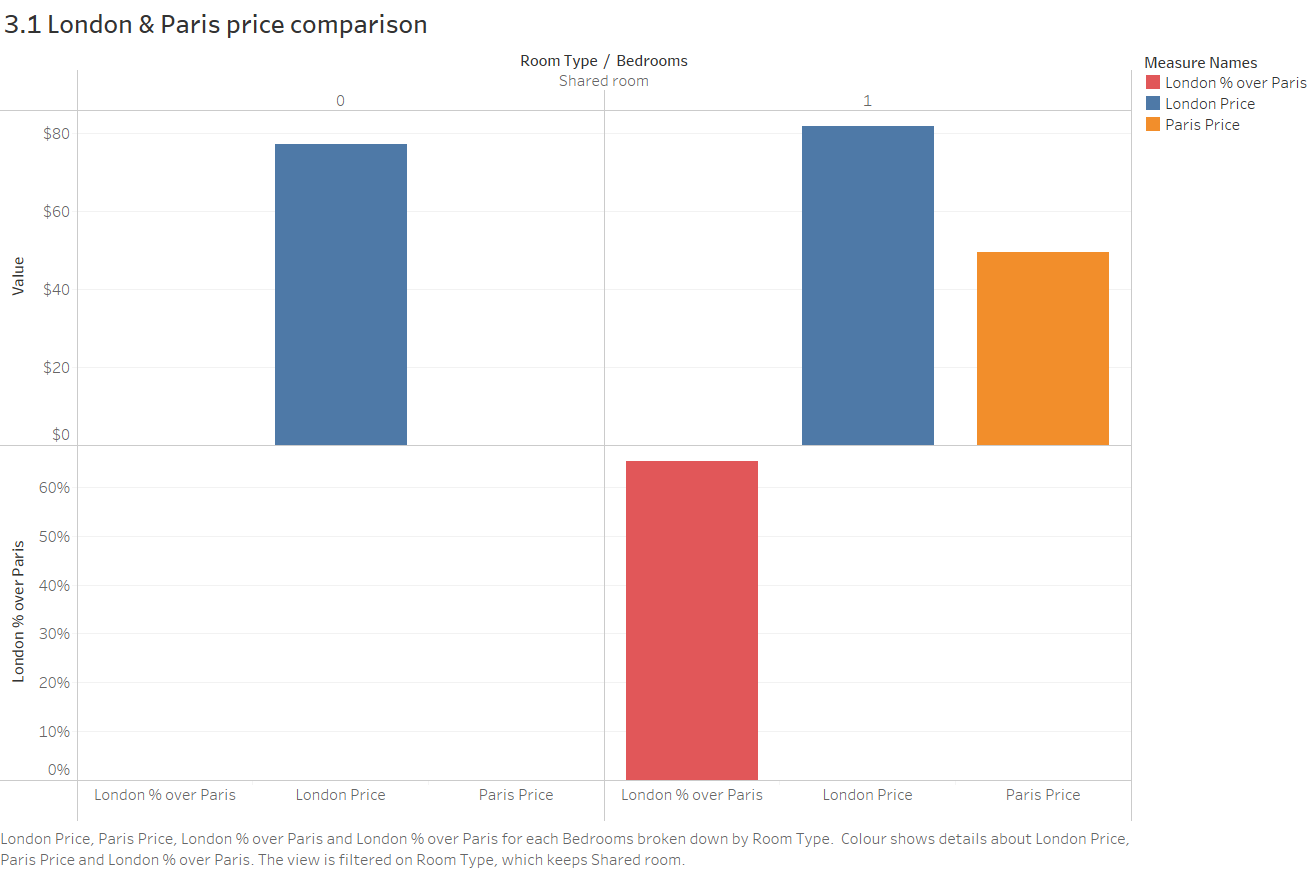 3.1 London & Paris price comparison
Room Type / Bedrooms
Shared room
0
1
Measure Names
London % over Paris
London Price
Paris Price
Value
$80
$60
$40
$20
$0
London % over Paris
60%
50%
40%
30%
20%
10%
0%
London % over Paris
London Price
Paris Price
London % over Paris
London Price
Paris Price
London Price, Paris Price, London % over Paris and London % over Paris for each Bedrooms broken down by Room Type.  Colour shows details about London Price,
Paris Price and London % over Paris. The view is filtered on Room Type, which keeps Shared room.